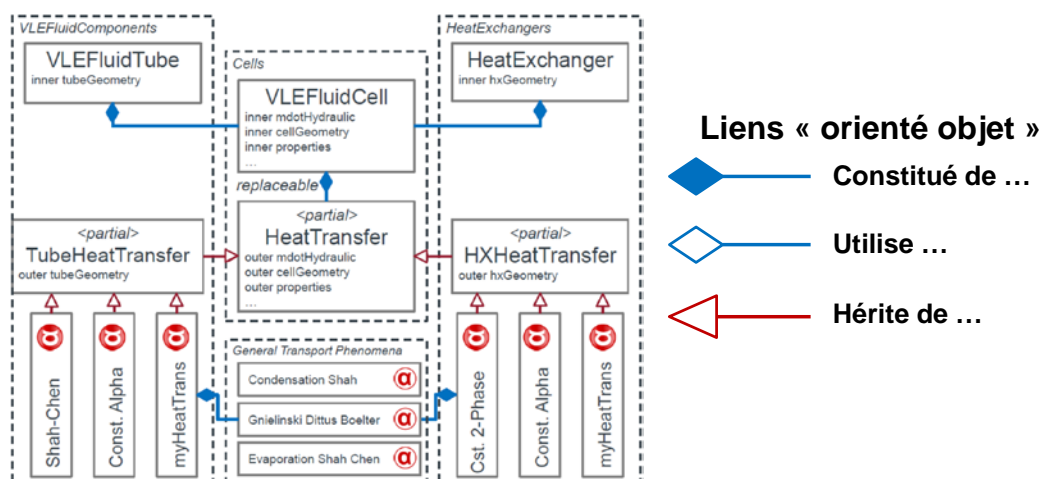 VLEFluidComponents
VLEFluidTube
inner tubeGeometry
Cells
VLEFluidCell
inner mdotHydraulic
inner cellGeometry
inner properties
...
replaceable
<partial>
HeatTransfer
outer mdotHydraulic
outer cellGeometry
outer properties
...
HeatExchangers
HeatExchanger
inner hxGeometry
<partial>
TubeHeatTransfer
outer tubeGeometry
<partial>
HXHeatTransfer
outer hxGeometry
Shah-Chen
Const. Alpha
myHeatTrans
General Transport Phenomena
Condensation Shah α
Gnielinski Dittus Boelter α
Evaporation Shah Chen α
Cst. 2-Phase
Const. Alpha
myHeatTrans
Liens « orienté objet »
Constitué de ...
Utilise ...
Hérite de ...